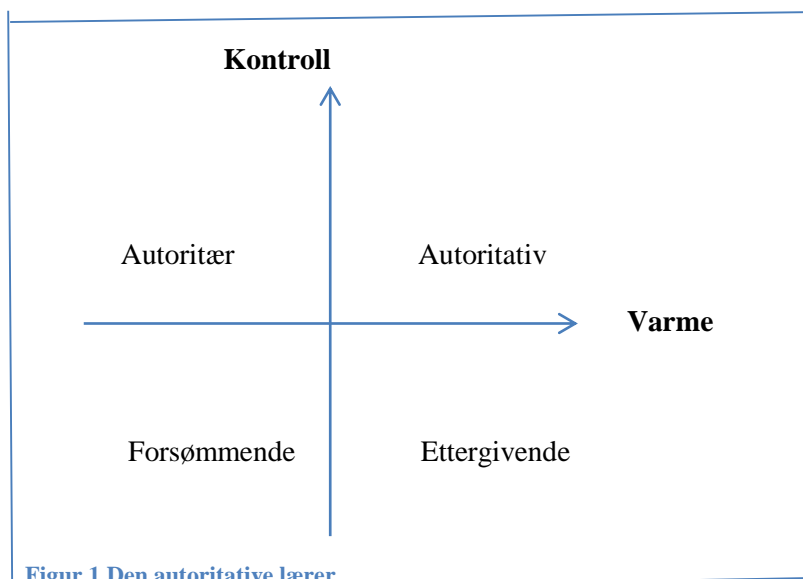 Kontroll
Autoritær Autoritativ
Varme
Forsømmende Ettergivende
Figur 1 Den autoritative lærer